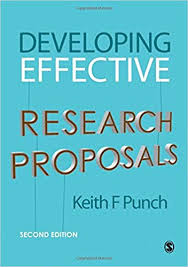 SAGE
DEVELOPING
EFFECTIVE
RESEARCH
PROPOSALS
Keith F Punch
SECOND EDITION